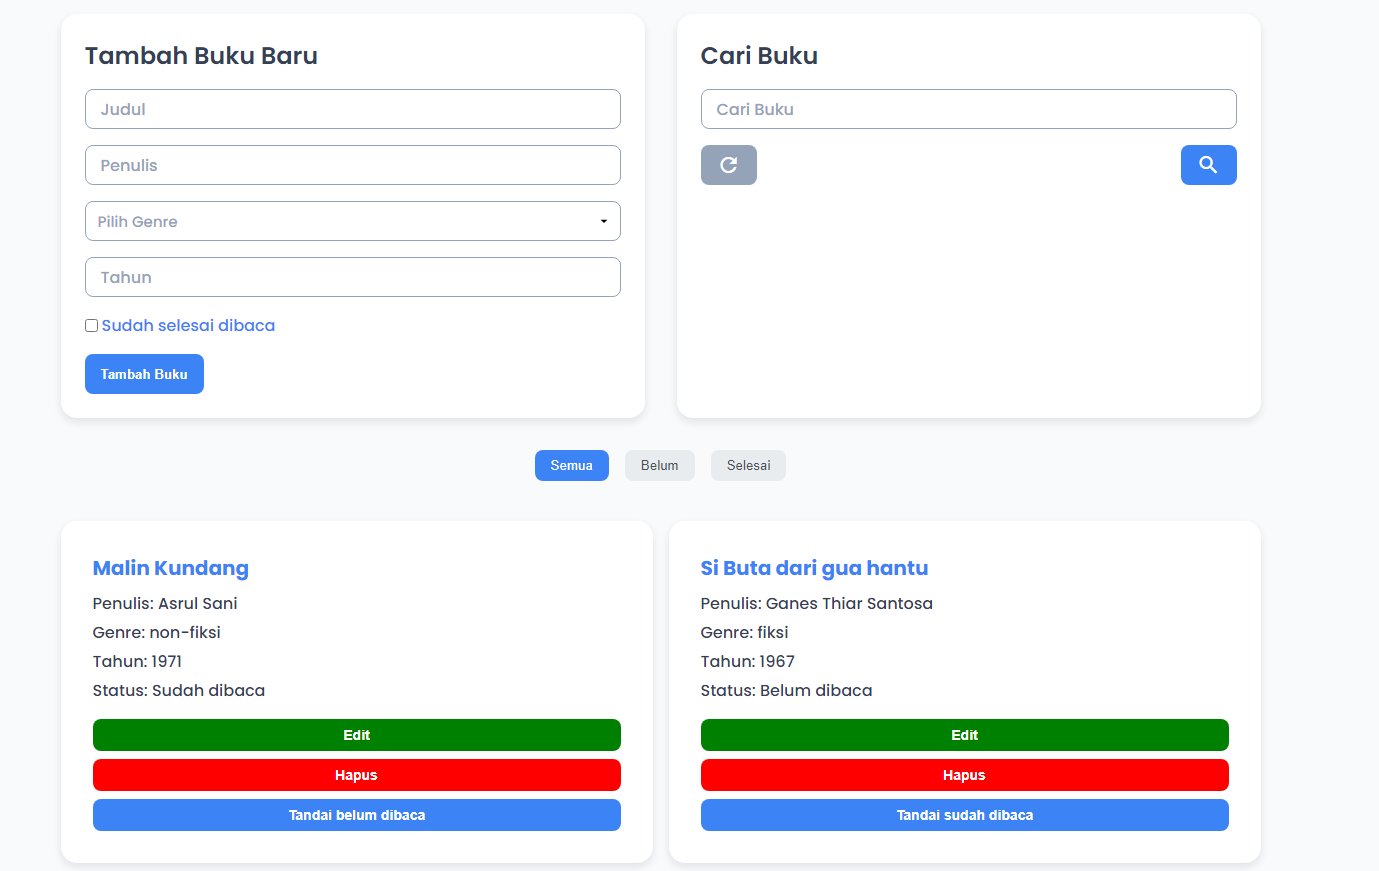 Tambah Buku Baru
Judul
Penulis
Pilih Genre
Tahun
Sudah selesai dibaca
Tambah Buku
Cari Buku
Cari Buku
Semua
Belum
Selesai
Malin Kundang
Penulis: Asrul Sani
Genre: non-fiksi
Tahun: 1971
Status: Sudah dibaca
Edit
Hapus
Tandai belum dibaca
Si Buta dari gua hantu
Penulis: Ganes Thiar Santosa
Genre: fiksi
Tahun: 1967
Status: Belum dibaca
Edit
Hapus
Tandai sudah dibaca